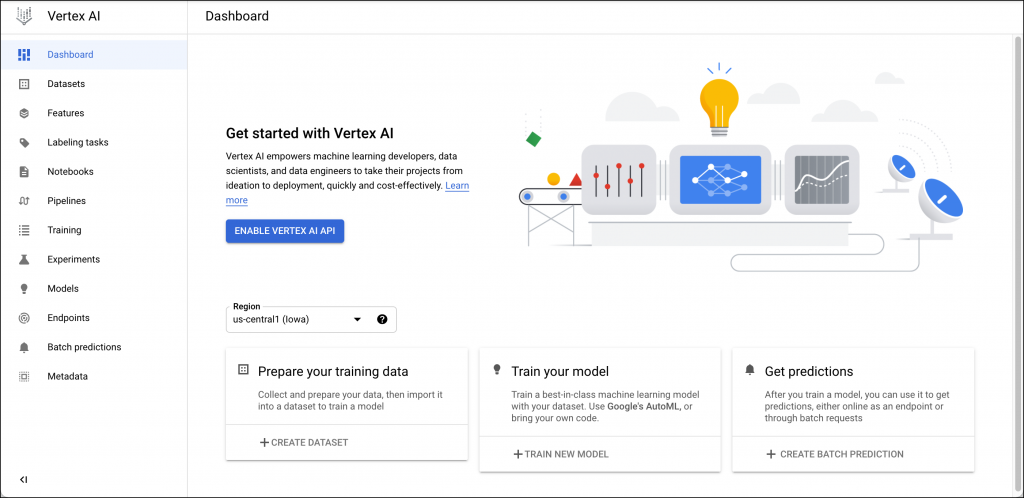 Vertex AI
Dashboard
Dashboard
Datasets
Features
Labeling tasks
Notebooks
Pipelines
Training
Experiments
Models
Endpoints
Batch predictions
Metadata
Get started with Vertex AI
Vertex AI empowers machine learning developers, data
scientists, and data engineers to take their projects from
ideation to deployment, quickly and cost-effectively. Learn
more
ENABLE VERTEX AI API
Region
us-central1 (Iowa)
Prepare your training data
Collect and prepare your data, then import it
into a dataset to train a model
CREATE DATASET
Train your model
Train a best-in-class machine learning model
with your dataset. Use Google's AutoML, or
bring your own code.
TRAIN NEW MODEL
Get predictions
After you train a model, you can use it to get
predictions, either online as an endpoint or
through batch requests
CREATE BATCH PREDICTION